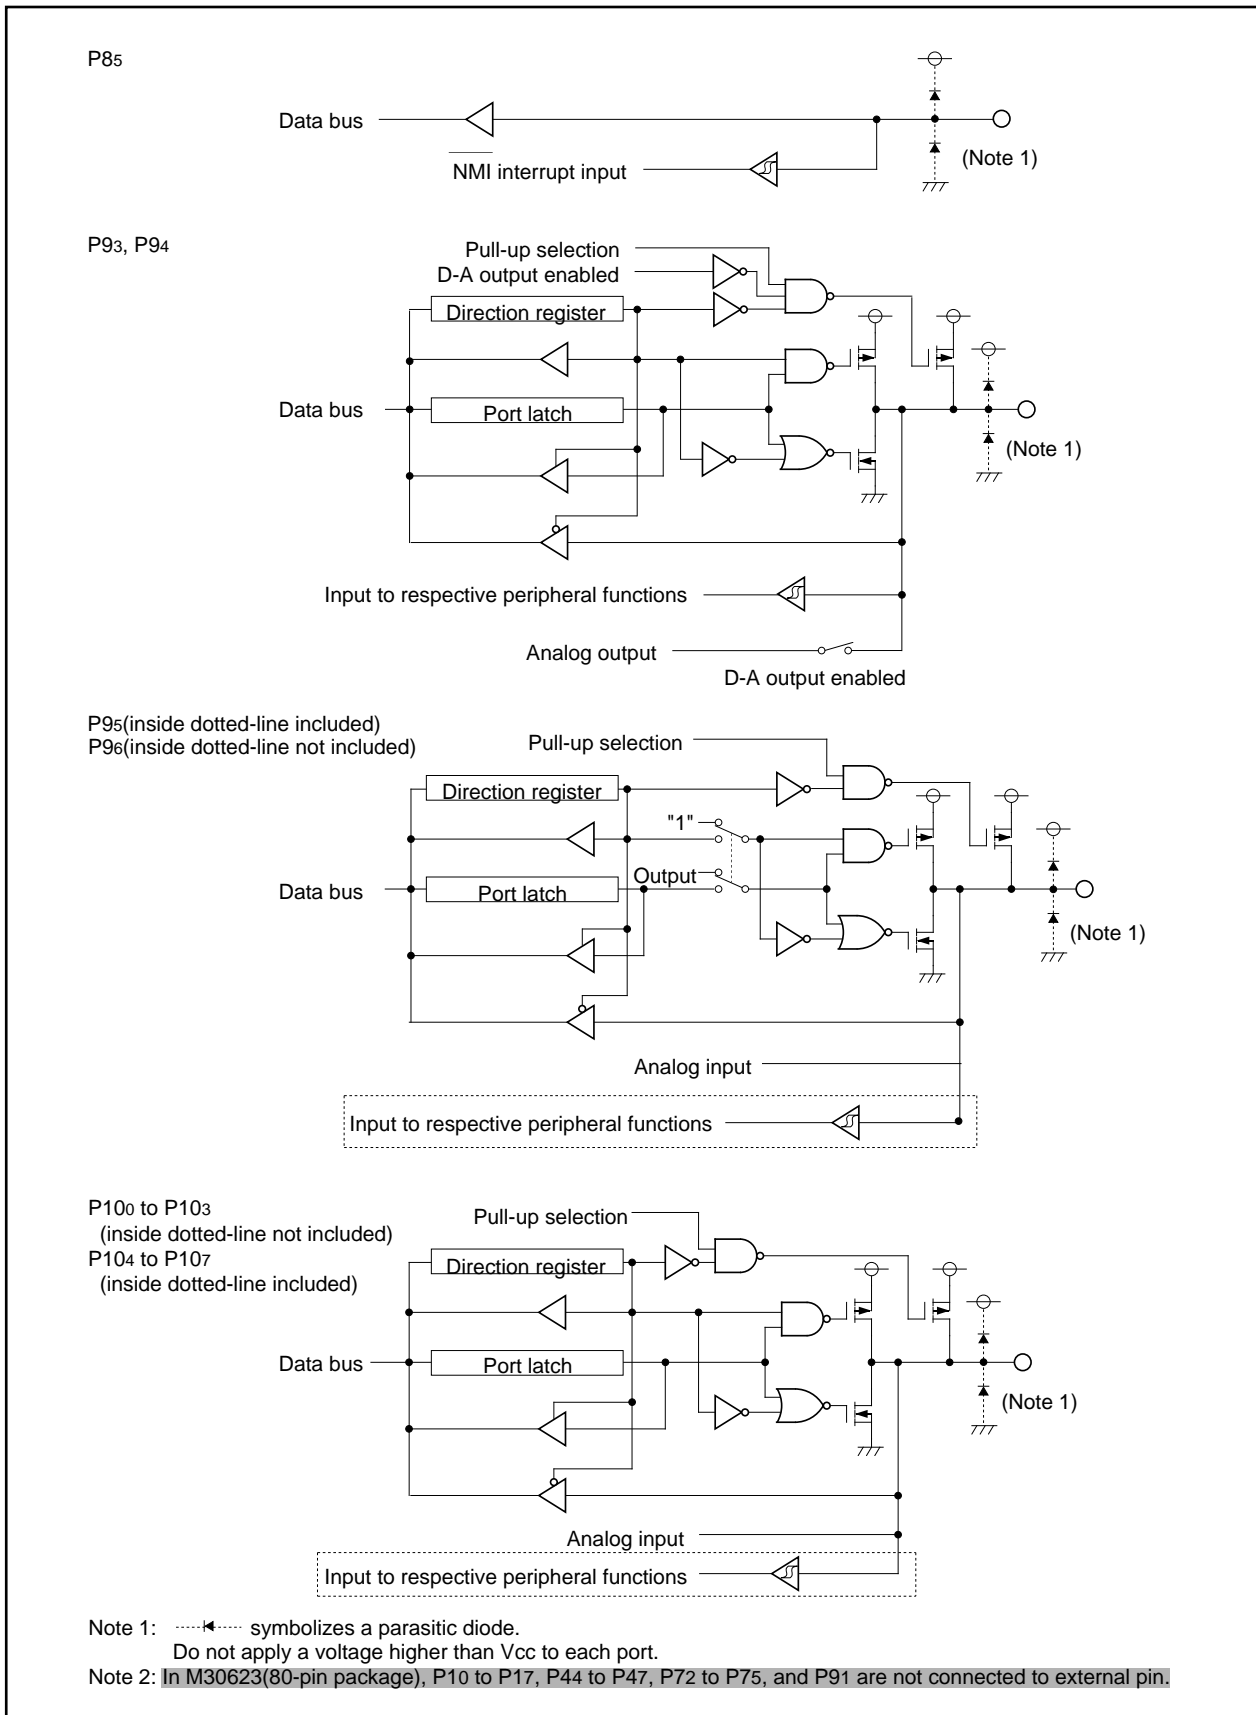 P85
Data bus
NMI interrupt input
(Note 1)
P93, P94
Pull-up selection
D-A output enabled
Direction register
Data bus
Port latch
(Note 1)
Input to respective peripheral functions
Analog output
D-A output enabled
P95(inside dotted-line included)
P96(inside dotted-line not included)
Pull-up selection
Direction register
"1"
Output
Data bus
Port latch
(Note 1)
Analog input
Input to respective peripheral functions
P100 to P103
(inside dotted-line not included)
P104 to P107
(inside dotted-line included)
Pull-up selection
Direction register
Data bus
Port latch
(Note 1)
Analog input
Input to respective peripheral functions
Note 1: symbolizes a parasitic diode.
Do not apply a voltage higher than Vcc to each port.
Note 2: In M30623(80-pin package), P10 to P17, P44 to P47, P72 to P75, and P91 are not connected to external pin.